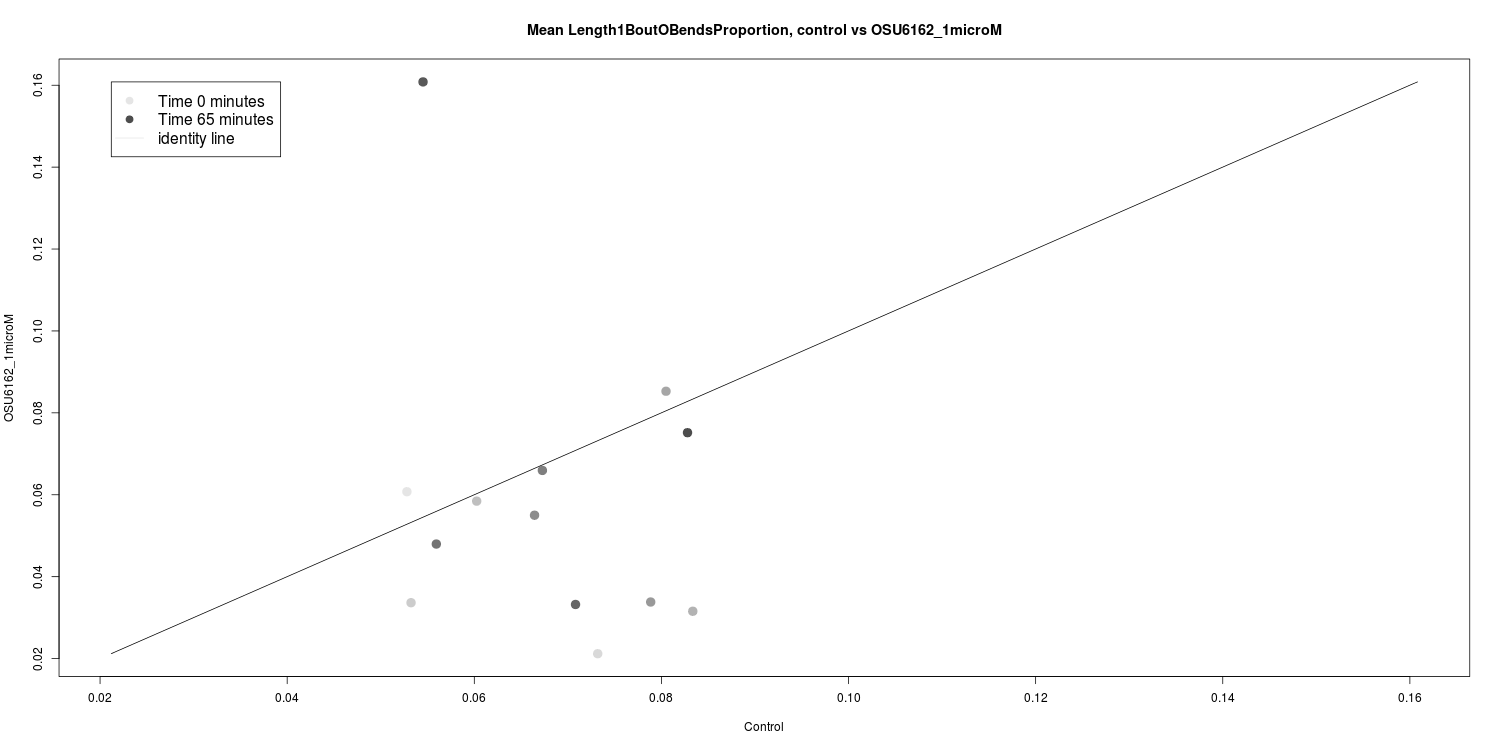 Mean Length1BoutOBendsProportion, control vs OSU6162_1microM
Time 0 minutes
Time 65 minutes
identity line
OSU6162_1microM
0.16
0.14
0.12
0.10
0.08
0.06
0.04
0.02
0.02 0.04 0.06 0.08 0.10 0.12 0.14 0.16
Control